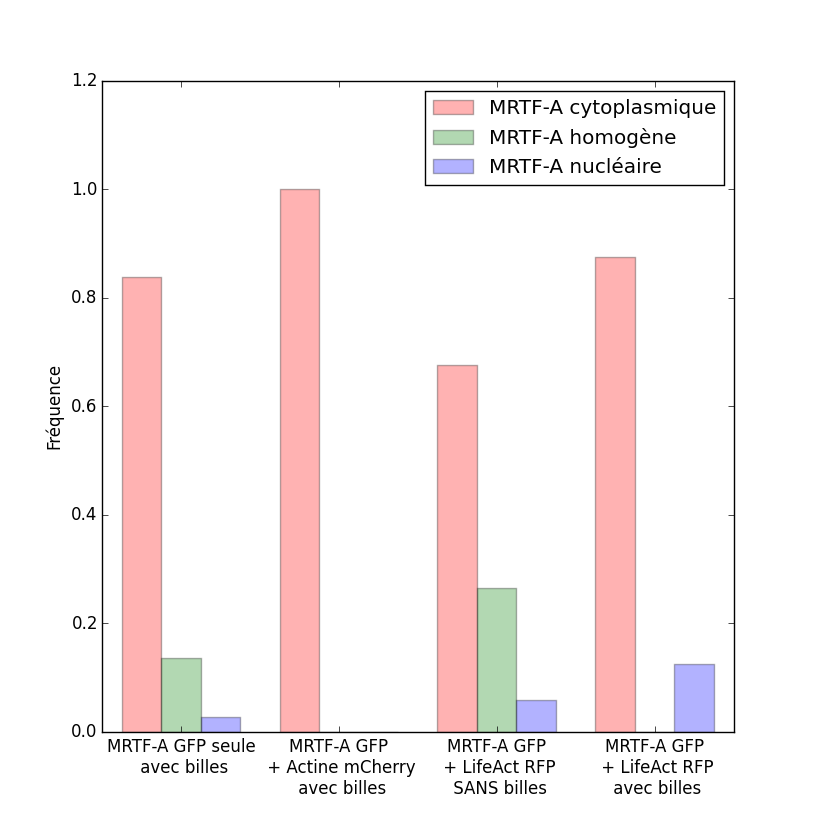 1.2
1.0
0.8
0.6
0.4
0.2
0.0
Fréquence
MRTF-A cytoplasmique
MRTF-A homogène
MRTF-A nucléaire
MRTF-A GFP seule
avec billes
MRTF-A GFP
+ Actine mCherry
avec billes
MRTF-A GFP
+ LifeAct RFP
SANS billes
MRTF-A GFP
+ LifeAct RFP
avec billes